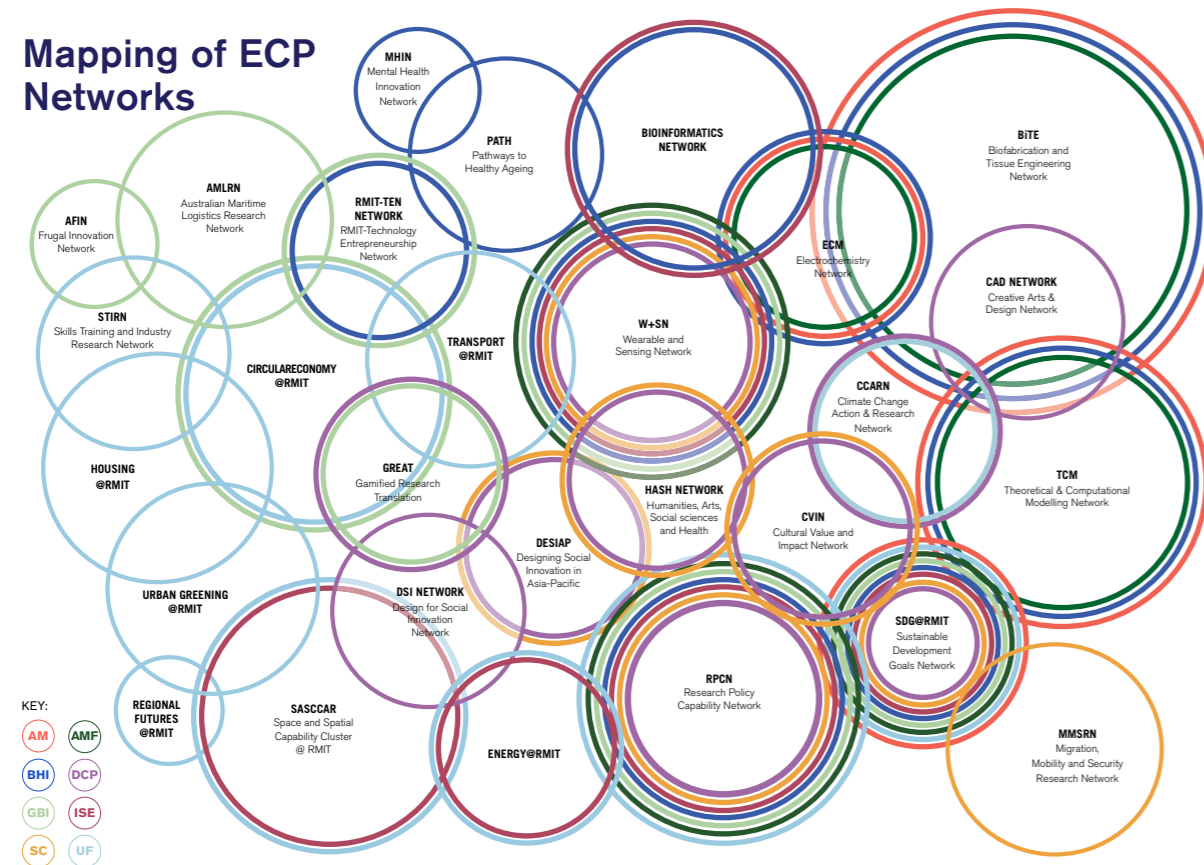 Mapping of ECP
Networks
MHIN
Mental Health
Innovation
Network
PATH
Pathways to
Healthy Ageing
BIOINFORMATICS
NETWORK
BiTE
Biofabrication and
Tissue Engineering
Network
AMLRN
Australian Maritime
Logistics Research
Network
AFIN
Frugal Innovation
Network
RMIT-TEN
NETWORK
RMIT-Technology
Entrepreneurship
Network
ECM
Electrochemistry
Network
CAD NETWORK
Creative Arts &
Design Network
STIRN
Skills Training and Industry
Research Network
W+SN
Wearable and
Sensing Network
TRANSPORT
@RMIT
CIRCULARECONOMY
@RMIT
CCARN
Climate Change
Action & Research
Network
HOUSING
@RMIT
GREAT
Gamified Research
Translation
HASH NETWORK
Humanities, Arts,
Social sciences
and Health
TCM
Theoretical & Computational
Modelling Network
CVIN
Cultural Value and
Impact Network
DESIAP
Designing Social
Innovation in
Asia-Pacific
URBAN GREENING
@RMIT
DSI NETWORK
Design for Social
Innovation
Network
SDG@RMIT
Sustainable
Development
Goals Network
RPCN
Research Policy
Capability Network
REGIONAL
FUTURES
@RMIT
SASCCAR
Space and Spatial
Capability Cluster
@ RMIT
ENERGY@RMIT
MMSRN
Migration,
Mobility and Security
Research Network
KEY:
AM AMF
BHI DCP
GBI ISE
SC UF